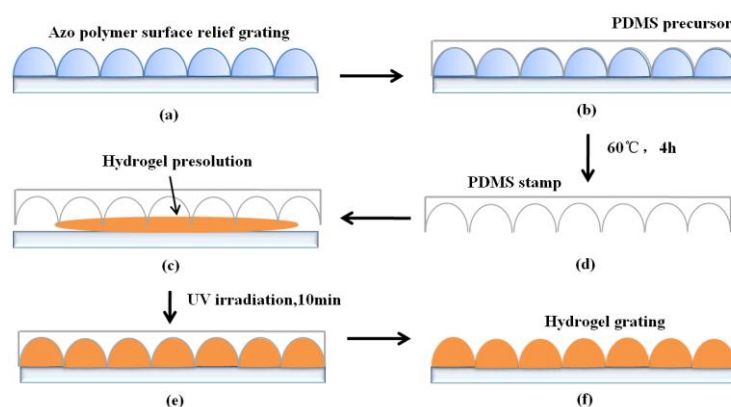 Azo polymer surface relief grating
PDMS precursor
(a)
(b)
60℃，4h
Hydrogel presolution
PDMS stamp
(c)
(d)
UV irradiation,10min
Hydrogel grating
(e)
(f)